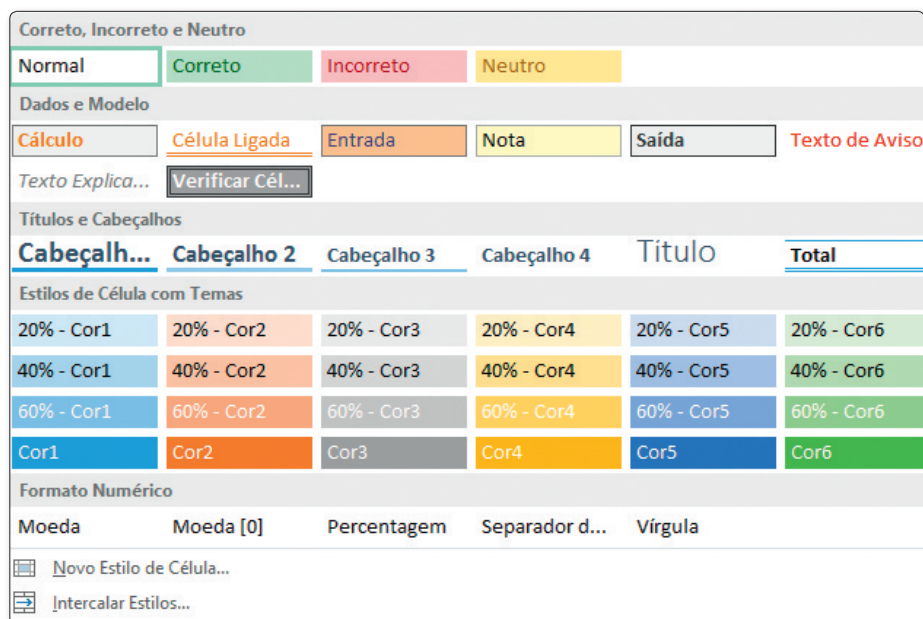 Correto, Incorreto e Neutro
Normal Correto Incorreto Neutro
Dados e Modelo
Cálculo Célula Ligada Entrada Nota Saída Texto de Aviso
Texto Explica... Verificar Cél...
Títulos e Cabeçalhos
Cabeçalh... Cabeçalho 2 Cabeçalho 3 Cabeçalho 4 Título Total
Estilos de Célula com Temas
20% - Cor1 20% - Cor2 20% - Cor3 20% - Cor4 20% - Cor5 20% - Cor6
40% - Cor1 40% - Cor2 40% - Cor3 40% - Cor4 40% - Cor5 40% - Cor6
60% - Cor1 60% - Cor2 60% - Cor3 60% - Cor4 60% - Cor5 60% - Cor6
Cor1 Cor2 Cor3 Cor4 Cor5 Cor6
Formato Numérico
Moeda Moeda [0] Percentagem Separador d... Vírgula
Novo Estilo de Célula...
Intercalar Estilos...